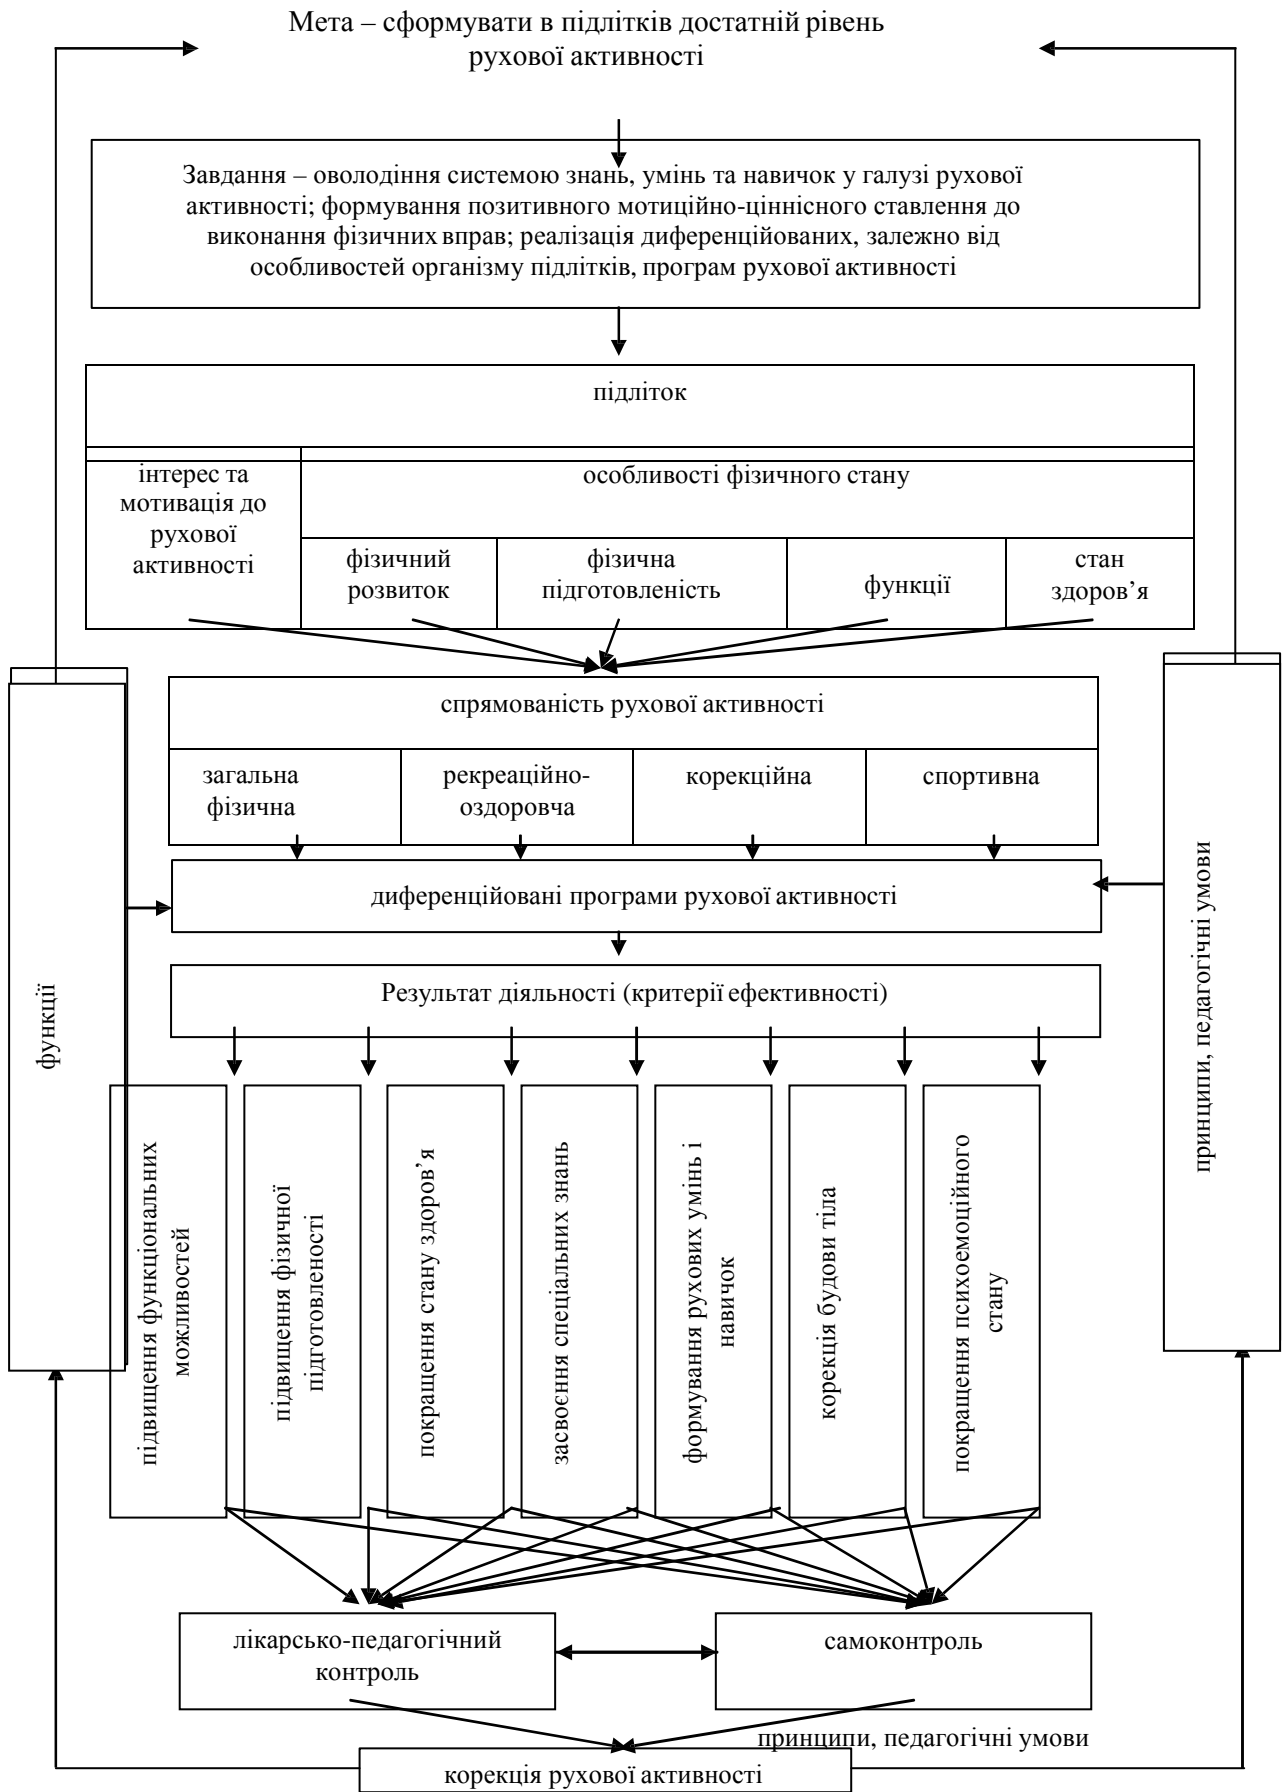 Мета – сформувати в підлітків достатній рівень
рухової активності
Завдання – оволодіння системою знань, умінь та навичок у галузі рухової
активності; формування позитивного мотиційно-ціннісного ставлення до
виконання фізичних вправ; реалізація диференційованих, залежно від
особливостей організму підлітків, програм рухової активності
підліток
інтерес та
мотивація до
рухової
активності
особливості фізичного стану
фізичний
розвиток
фізична
підготовленість
функції
стан
здоров’я
спрямованість рухової активності
загальна
фізична
рекреаційно-
оздоровча
корекційна
спортивна
диференційовані програми рухової активності
Результат діяльності (критерії ефективності)
функції
принципи, педагогічні умови
підвищення функціональних
можливостей
підвищення фізичної
підготовленості
покращення стану здоров’я
засвоєння спеціальних знань
формування рухових умінь і
навичок
корекція будови тіла
покращення психоемоційного
стану
лікарсько-педагогічний
контроль
самоконтроль
принципи, педагогічні умови
корекція рухової активності